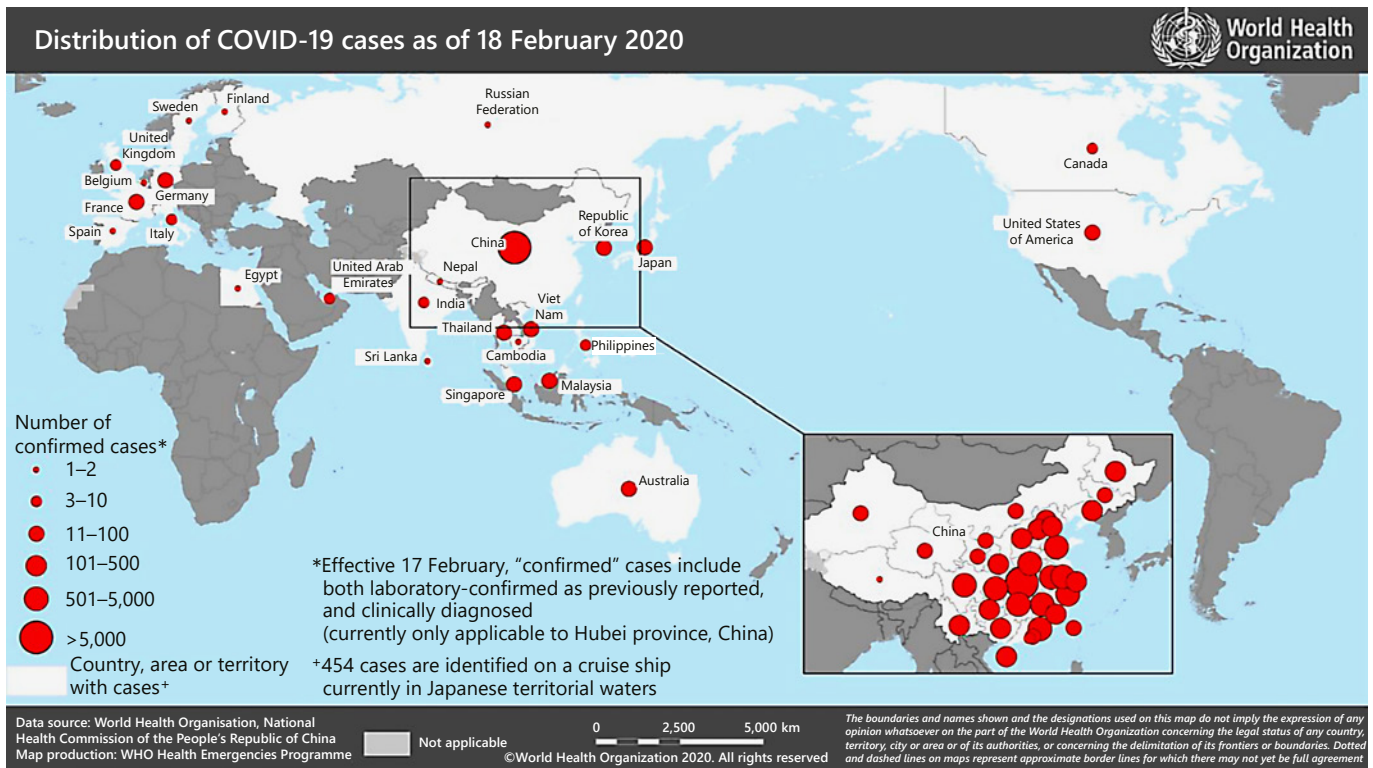 Distribution of COVID-19 cases as of 18 February 2020
World Health
Organization
Sweden
Finland
Russian
Federation
United
Kingdom
Belgium
Germany
France
Spain
Italy
Canada
United States
of America
Republic
of Korea
China
Japan
Egypt
United Arab
Emirates
Nepal
India
Viet
Nam
Thailand
Sri Lanka
Cambodia
Philippines
Singapore
Malaysia
Australia
China
Number of
confirmed cases*
1–2
3–10
11–100
101–500
501–5,000
>5,000
Country, area or territory
with cases⁺
*Effective 17 February, “confirmed” cases include
both laboratory-confirmed as previously reported,
and clinically diagnosed
(currently only applicable to Hubei province, China)
⁺454 cases are identified on a cruise ship
currently in Japanese territorial waters
Data source: World Health Organisation, National
Health Commission of the People’s Republic of China
Map production: WHO Health Emergencies Programme
Not applicable
0 2,500 5,000 km
©World Health Organization 2020. All rights reserved
The boundaries and names shown and the designations used on this map do not imply the expression of any
opinion whatsoever on the part of the World Health Organization concerning the legal status of any country,
territory, city or area or of its authorities, or concerning the delimitation of its frontiers or boundaries. Dotted
and dashed lines on maps represent approximate border lines for which there may not yet be full agreement